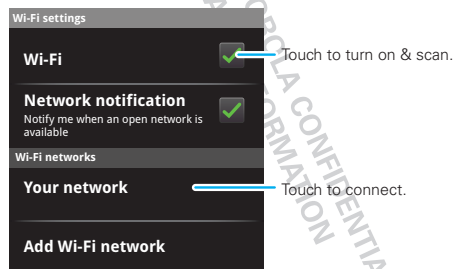 Wi-Fi settings
Wi-Fi
Touch to turn on & scan.
Network notification
Notify me when an open network is
available
Wi-Fi networks
Your network
Touch to connect.
Add Wi-Fi network
CONFIDENTIA